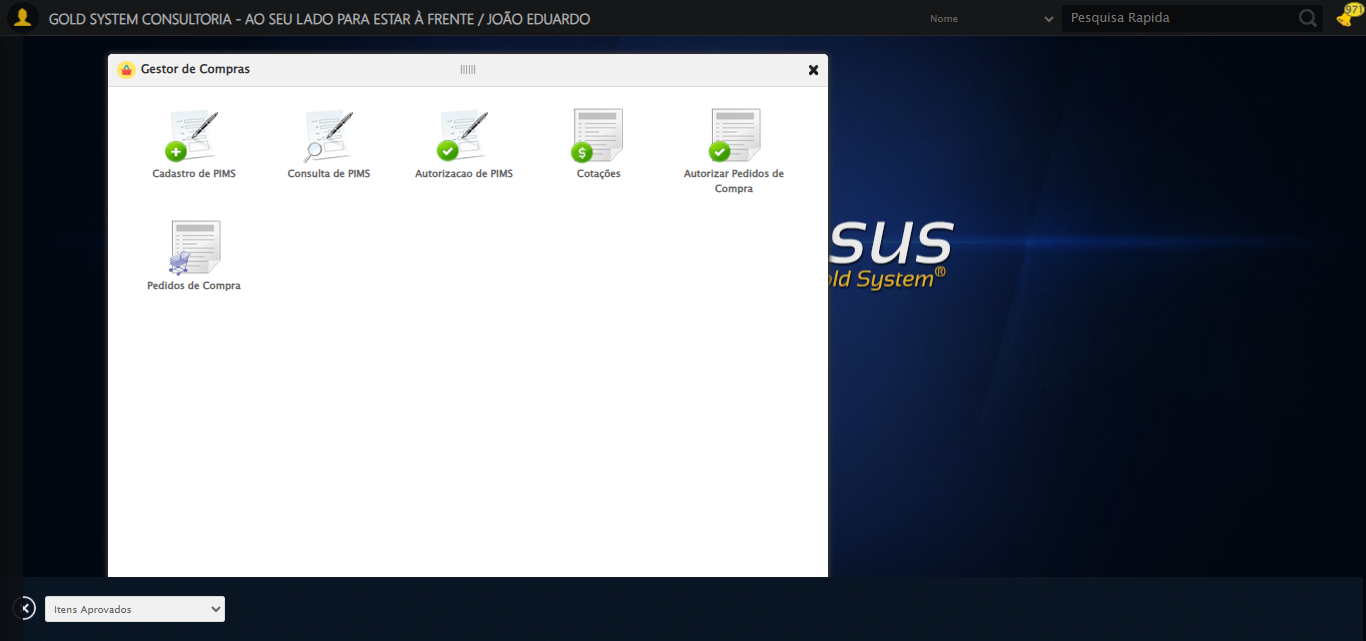 GOLD SYSTEM CONSULTORIA - AO SEU LADO PARA ESTAR À FRENTE / JOÃO EDUARDO
Nome
Pesquisa Rapida
971
Gestor de Compras
Cadastro de PIMS
Consulta de PIMS
Autorizacao de PIMS
Cotações
Autorizar Pedidos de
Compra
Pedidos de Compra
sus
ld System®
Itens Aprovados